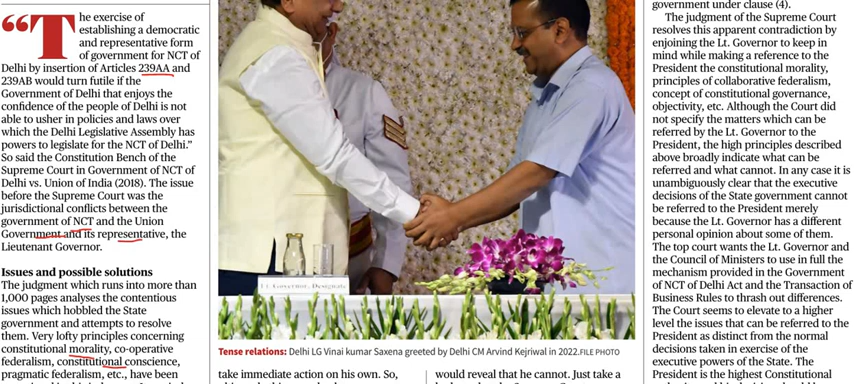 “The exercise of
establishing a democratic
and representative form
of government for NCT of
Delhi by insertion of Articles 239AA and
239AB would turn futile if the
Government of Delhi that enjoys the
confidence of the people of Delhi is not
able to usher in policies and laws over
which the Delhi Legislative Assembly has
powers to legislate for the NCT of Delhi.”
So said the Constitution Bench of the
Supreme Court in Government of NCT of
Delhi vs. Union of India (2018). The issue
before the Supreme Court was the
jurisdictional conflicts between the
government of NCT and the Union
Government and its representative, the
Lieutenant Governor.
Issues and possible solutions
The judgment which runs into more than
1,000 pages analyses the contentious
issues which hobbled the State
government and attempts to resolve
them. Very lofty principles concerning
constitutional morality, co-operative
federalism, constitutional conscience,
pragmatic federalism, etc., have been
Lt. Governor, Designate
Tense relations: Delhi LG Vinai kumar Saxena greeted by Delhi CM Arvind Kejriwal in 2022.FILE PHOTO
take immediate action on his own. So,
would reveal that he cannot. Just take a
government under clause (4).
The judgment of the Supreme Court
resolves this apparent contradiction by
enjoining the Lt. Governor to keep in
mind while making a reference to the
President the constitutional morality,
principles of collaborative federalism,
concept of constitutional governance,
objectivity, etc. Although the Court did
not specify the matters which can be
referred by the Lt. Governor to the
President, the high principles described
above broadly indicate what can be
referred and what cannot. In any case it is
unambiguously clear that the executive
decisions of the State government cannot
be referred to the President merely
because the Lt. Governor has a different
personal opinion about some of them.
The top court wants the Lt. Governor and
the Council of Ministers to use in full the
mechanism provided in the Government
of NCT of Delhi Act and the Transaction of
Business Rules to thrash out differences.
The Court seems to elevate to a higher
level the issues that can be referred to the
President as distinct from the normal
decisions taken in exercise of the
executive powers of the State. The
President is the highest Constitutional